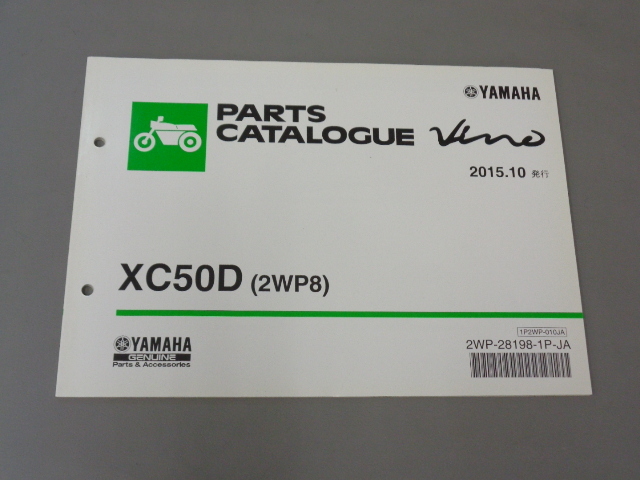 YAMAHA
PARTS
CATALOGUE Vino
2015.10 発行
XC50D (2WP8)
1P2WP-010JA
YAMAHA
GENUINE
Parts & Accessories
2WP-28198-1P-JA